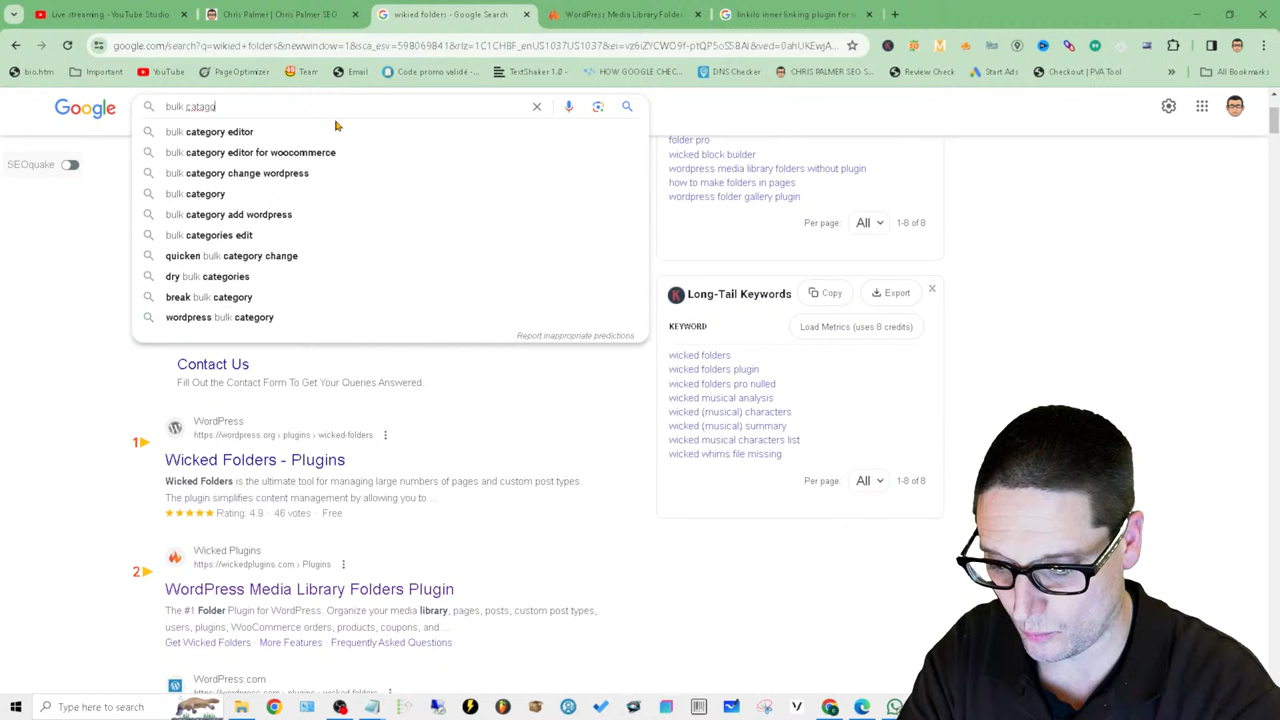 Live streaming - YouTube Studio
Chris Palmer | Chris Palmer SEO
wikied folders - Google Search
WordPress Media Library Folder
linkilo inner linking plugin for
google.com/search?q=wikied+folders&newwindow=1&sca_esv=598069B41&rlz=1C1CHBF_enUS1037US1037&ei=
bio.htm
Important
YouTube
PageOptimizer
Team
Email
Code promo validé -...
TextShaker 1.0 -
HOW GOOGLE CHEC...
DNS Checker
CHRIS PALMER SEO S...
Trackerly
Start Ads
Checkout | PVA Tool
»
All Bookmarks
Google
bulk catago
SEOquake
bulk category editor
bulk category editor for woocommerce
bulk category change wordpress
bulk category
bulk category add wordpress
bulk categories edit
quicken bulk category change
dry bulk categories
break bulk category
wordpress bulk category
Report inappropriate predictions
Contact Us
Fill Out the Contact Form To Get Your Queries Answered.
1
WordPress
https://wordpress.org › plugins › wicked-folders
Wicked Folders - Plugins
Wicked Folders is the ultimate tool for managing large numbers of pages and custom post types.
The plugin simplifies content management by allowing you to ...
Rating: 4.9 · 46 votes · Free
2
Wicked Plugins
https://wickedplugins.com › Plugins
WordPress Media Library Folders Plugin
The #1 Folder Plugin for WordPress. Organize your media library, pages, posts, custom post types,
users, plugins, WooCommerce orders, products, coupons, and ...
Get Wicked Folders · More Features · Frequently Asked Questions
WordPress.com
https://wordpress.com › plugins › wicked-folders
folder pro
wicked block builder
wordpress media library folders without plugin
how to make folders in pages
wordpress folder gallery plugin
Per page: All 1-8 of 8
Long-Tail Keywords
Copy
Export
KEYWORD
Load Metrics (uses 8 credits)
wicked folders
wicked folders plugin
wicked folders pro nulled
wicked musical analysis
wicked (musical) characters
wicked (musical) summary
wicked musical characters list
wicked whims file missing
Per page: All 1-8 of 8
Type here to search